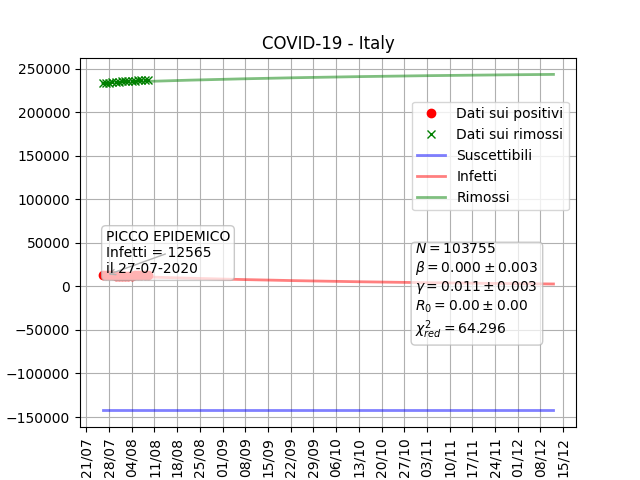 COVID-19 - Italy
250000
200000
150000
100000
50000
0
−50000
−100000
−150000
Dati sui positivi
Dati sui rimossi
Suscettibili
Infetti
Rimossi
PICCO EPIDEMICO
Infetti = 12565
il 27-07-2020
N = 103755
β = 0.000 ± 0.003
γ = 0.011 ± 0.003
R₀ = 0.00 ± 0.00
χ²red = 64.296
21/07
28/07
04/08
11/08
18/08
25/08
01/09
08/09
15/09
22/09
29/09
06/10
13/10
20/10
27/10
03/11
10/11
17/11
24/11
01/12
08/12
15/12